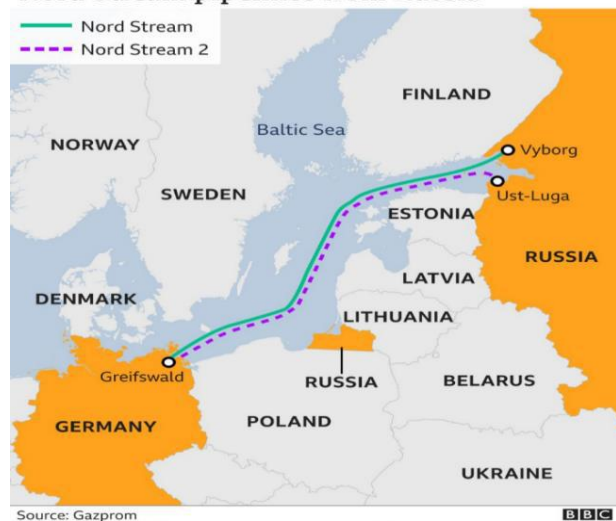 Nord Stream
Nord Stream 2
FINLAND
NORWAY
Baltic Sea
Vyborg
SWEDEN
Ust-Luga
ESTONIA
RUSSIA
LATVIA
DENMARK
LITHUANIA
Greifswald
RUSSIA
BELARUS
GERMANY
POLAND
UKRAINE
Source: Gazprom
BBC